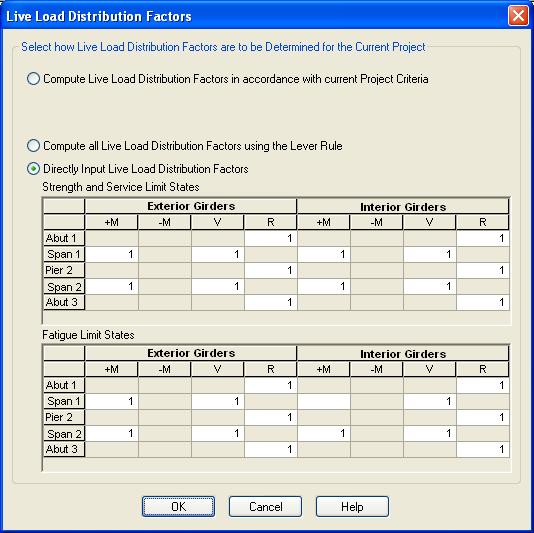 Live Load Distribution Factors
Select how Live Load Distribution Factors are to be Determined for the Current Project
Compute Live Load Distribution Factors in accordance with current Project Criteria
Compute all Live Load Distribution Factors using the Lever Rule
Directly Input Live Load Distribution Factors
Strength and Service Limit States
Exterior Girders Interior Girders
+M -M V R +M -M V R
Abut 1 1 1
Span 1 1 1 1 1
Pier 2 1 1
Span 2 1 1 1 1
Abut 3 1 1
Fatigue Limit States
Exterior Girders Interior Girders
+M -M V R +M -M V R
Abut 1 1 1
Span 1 1 1 1
Pier 2 1 1
Span 2 1 1 1 1
Abut 3 1 1
OK Cancel Help